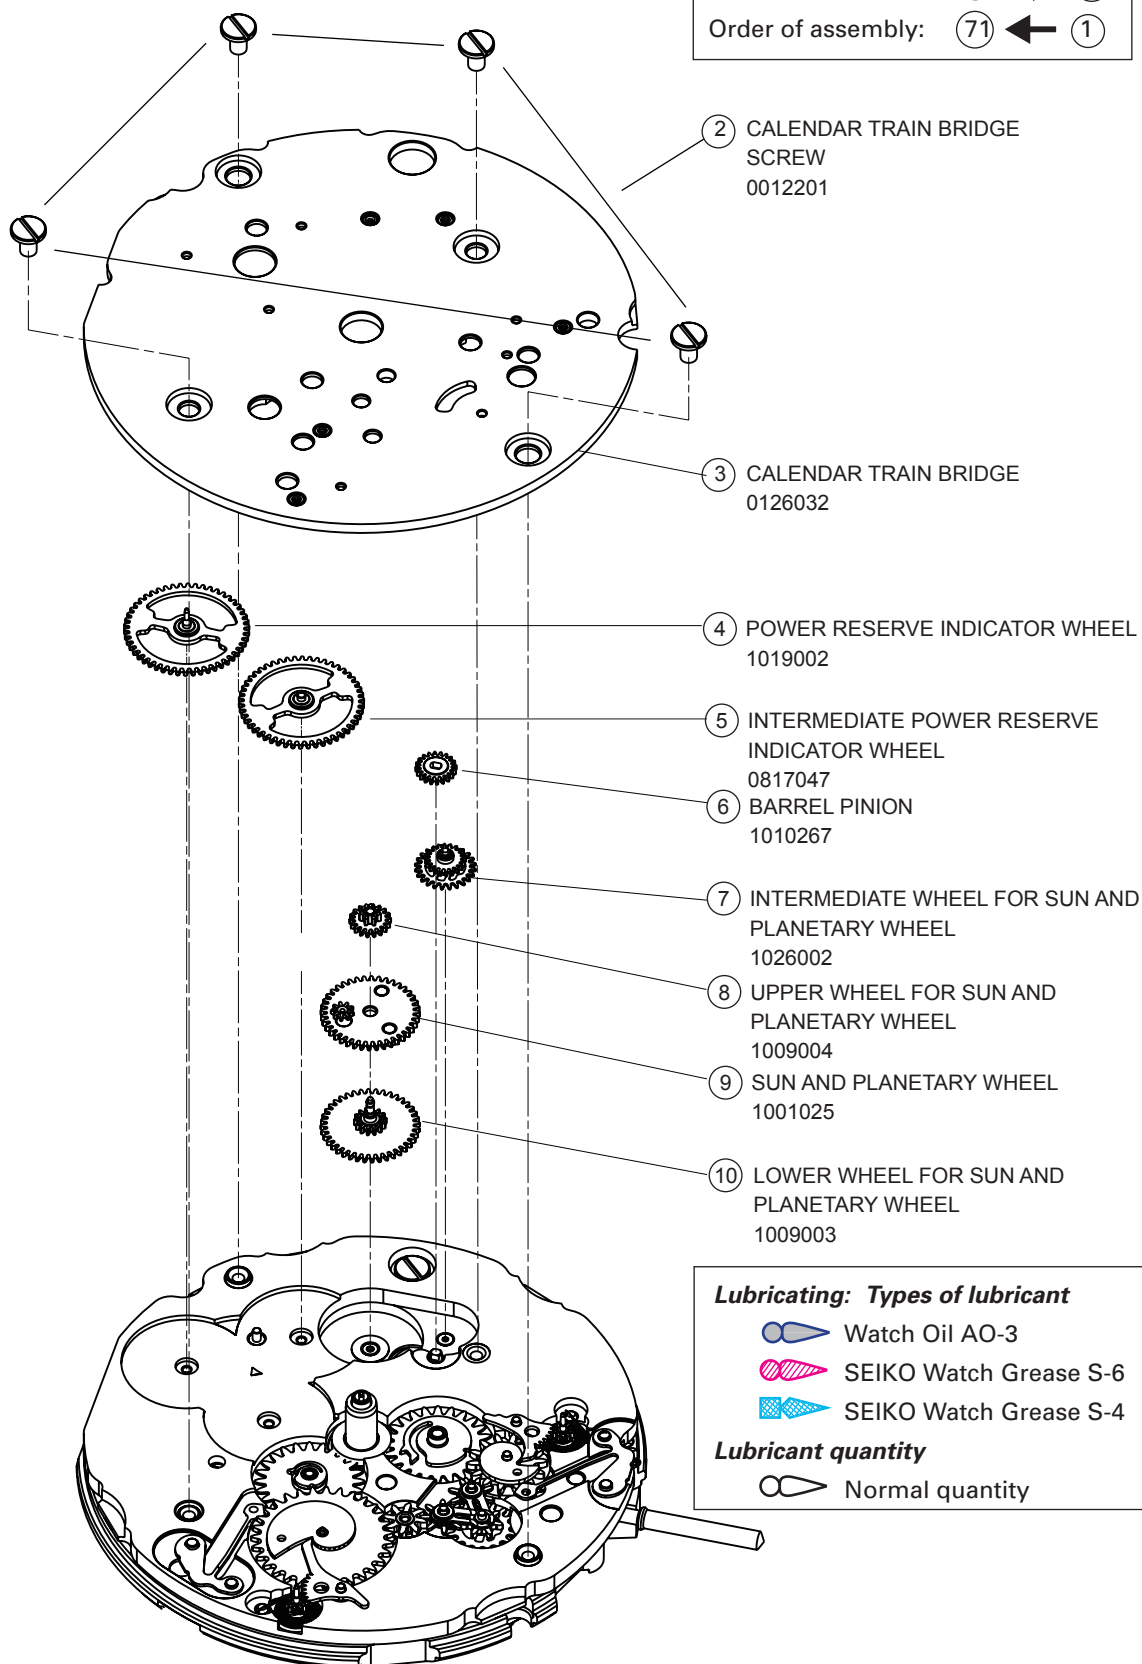 Order of assembly: 71 ← 1
2 CALENDAR TRAIN BRIDGE
SCREW
0012201
3 CALENDAR TRAIN BRIDGE
0126032
4 POWER RESERVE INDICATOR WHEEL
1019002
5 INTERMEDIATE POWER RESERVE
INDICATOR WHEEL
0817047
6 BARREL PINION
1010267
7 INTERMEDIATE WHEEL FOR SUN AND
PLANETARY WHEEL
1026002
8 UPPER WHEEL FOR SUN AND
PLANETARY WHEEL
1009004
9 SUN AND PLANETARY WHEEL
1001025
10 LOWER WHEEL FOR SUN AND
PLANETARY WHEEL
1009003
Lubricating: Types of lubricant
Watch Oil AO-3
SEIKO Watch Grease S-6
SEIKO Watch Grease S-4
Lubricant quantity
Normal quantity